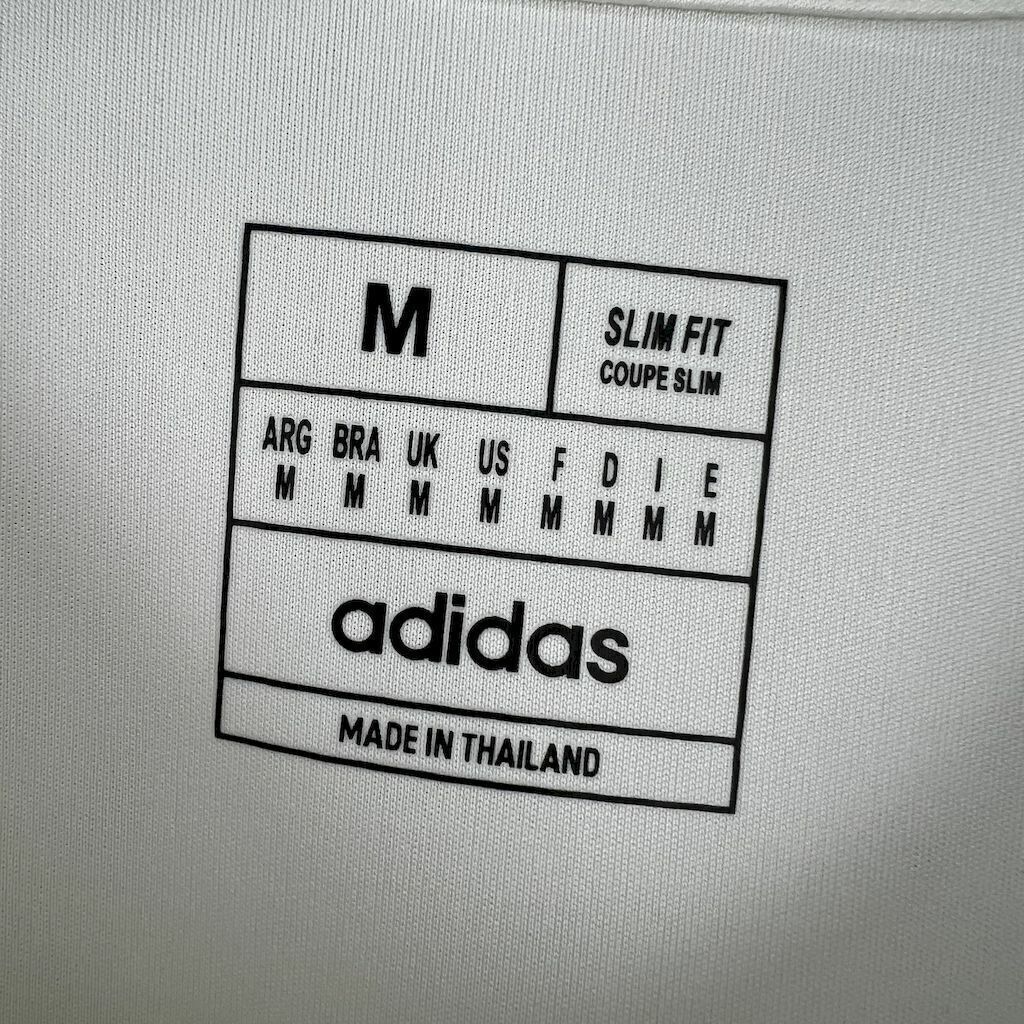 M
SLIM FIT
COUPE SLIM
ARG BRA UK US F D I E
M M M M M M M M
adidas
MADE IN THAILAND